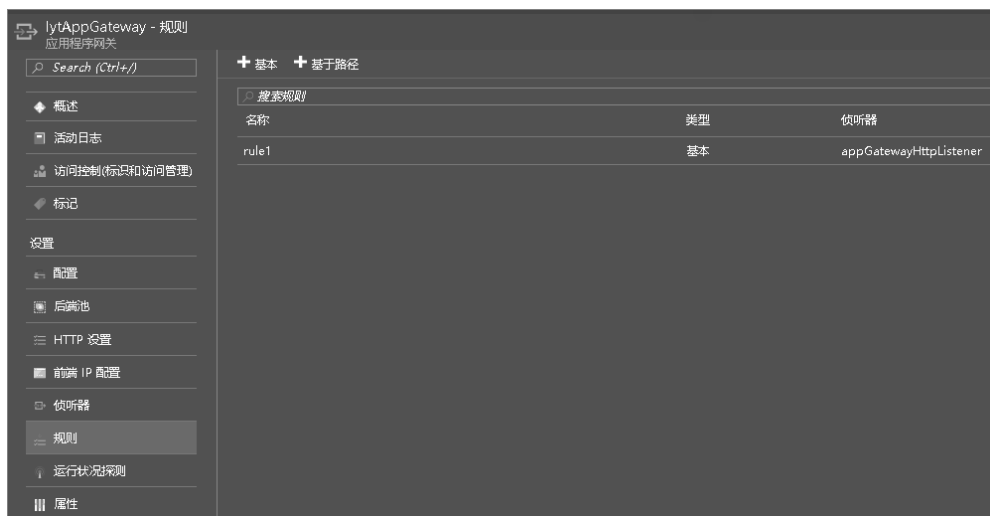 lytAppGateway - 规则
应用程序网关
Search (Ctrl+/)
概述
活动日志
访问控制(标识和访问管理)
标记
设置
配置
后端池
HTTP 设置
前端 IP 配置
侦听器
规则
运行状况探测
属性
+ 基本 + 基于路径
搜索规则
名称 类型 侦听器
rule1 基本 appGatewayHttpListener